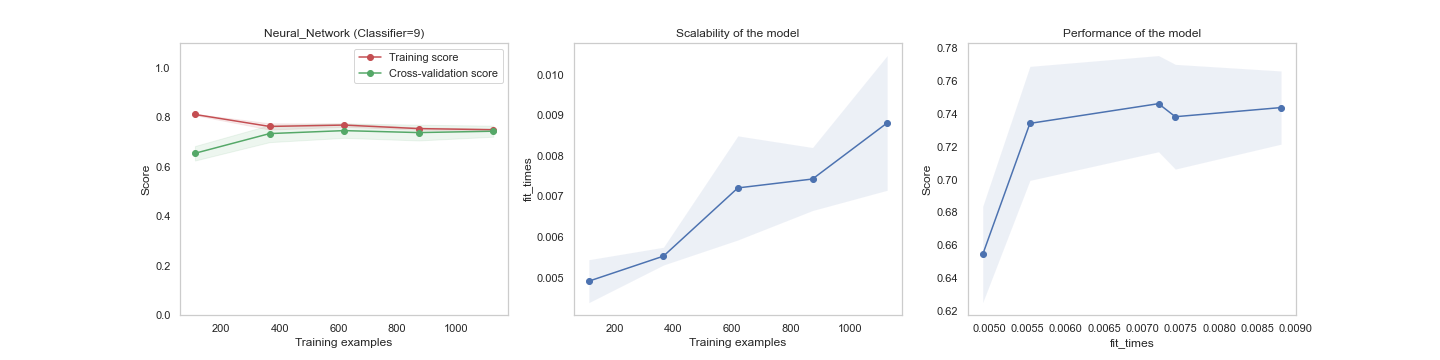 Neural_Network (Classifier=9)
Training score
Cross-validation score
1.0
0.8
0.6
0.4
0.2
0.0
Score
200 400 600 800 1000
Training examples
Scalability of the model
0.010
0.009
0.008
0.007
0.006
0.005
fit_times
200 400 600 800 1000
Training examples
Performance of the model
0.78
0.76
0.74
0.72
0.70
0.68
0.66
0.64
0.62
Score
0.0050 0.0055 0.0060 0.0065 0.0070 0.0075 0.0080 0.0085 0.0090
fit_times